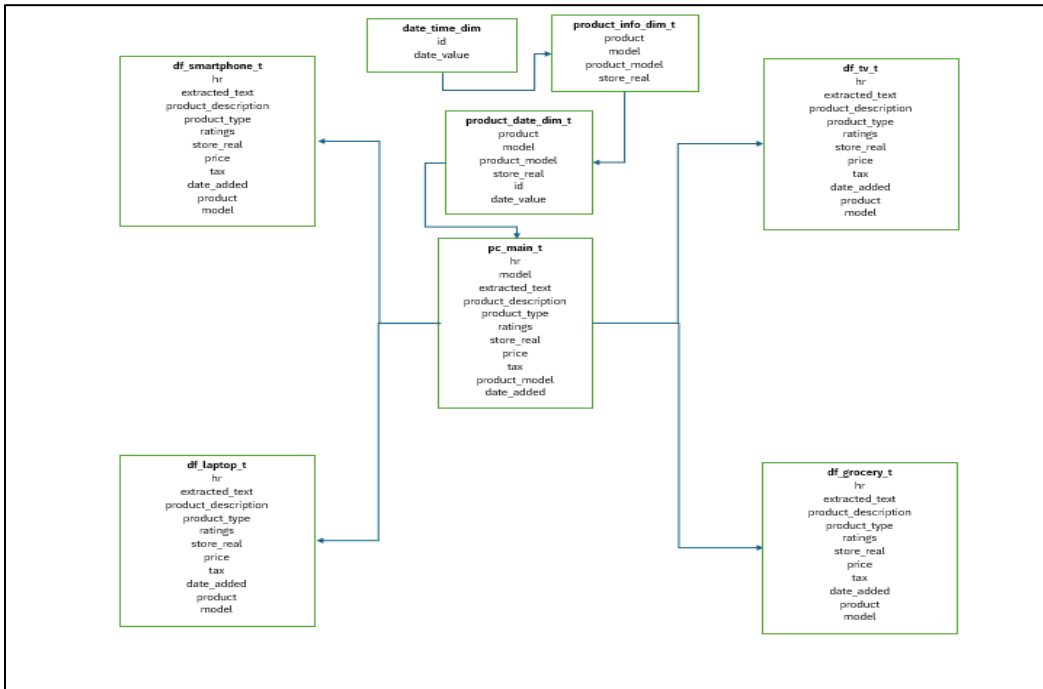 date_time_dim
id
date_value
product_info_dim_t
product
model
product_model
store_real
df_smartphone_t
hr
extracted_text
product_description
product_type
ratings
store_real
price
tax
date_added
product
model
product_date_dim_t
product
model
product_model
store_real
id
date_value
df_tv_t
hr
extracted_text
product_description
product_type
ratings
store_real
price
tax
date_added
product
model
pc_main_t
hr
model
extracted_text
product_description
product_type
ratings
store_real
price
tax
product_model
date_added
df_laptop_t
hr
extracted_text
product_description
product_type
ratings
store_real
price
tax
date_added
product
model
df_grocery_t
hr
extracted_text
product_description
product_type
ratings
store_real
price
tax
date_added
product
model